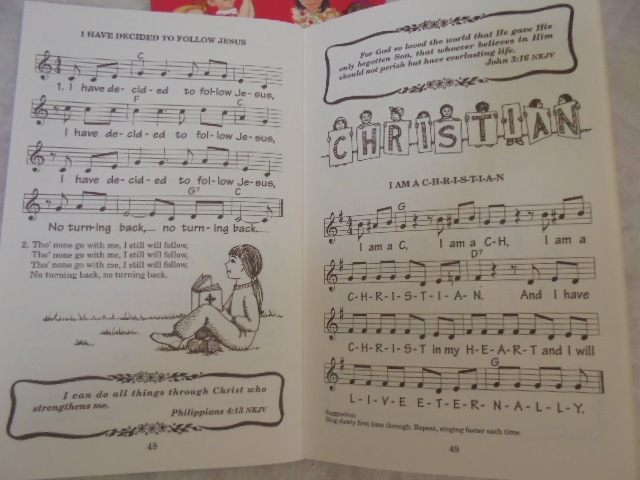 I HAVE DECIDED TO FOLLOW JESUS
C
1. I have de-cid-ed to fol-low Je-sus,
F C
I have de-cid-ed to fol-low Je-sus,
I have de-cid-ed to fol-low Je-sus,
G7 C
No turn-ing back,... no turn-ing back.
2. Tho' none go with me, I still will follow,
Tho' none go with me, I still will follow,
Tho' none go with me, I still will follow,
No turning back, no turning back.
I can do all things through Christ who
strengthens me.
Philippians 4:13 NKJV
48
For God so loved the world that He gave His
only begotten Son, that whoever believes in Him
should not perish but have everlasting life.
John 3:16 NKJV
CHRISTIAN
I AM A C-H-R-I-S-T-I-A-N
G
I am a C, I am a C-H, I am a
D7
C-H-R-I-S-T-I-A-N. And I have
C-H-R-I-S-T in my H-E-A-R-T and I will
G
L-I-V-E E-T-E-R-N-A-L-L-Y.
Suggestion:
Sing slowly first time through. Repeat, singing faster each time.
49